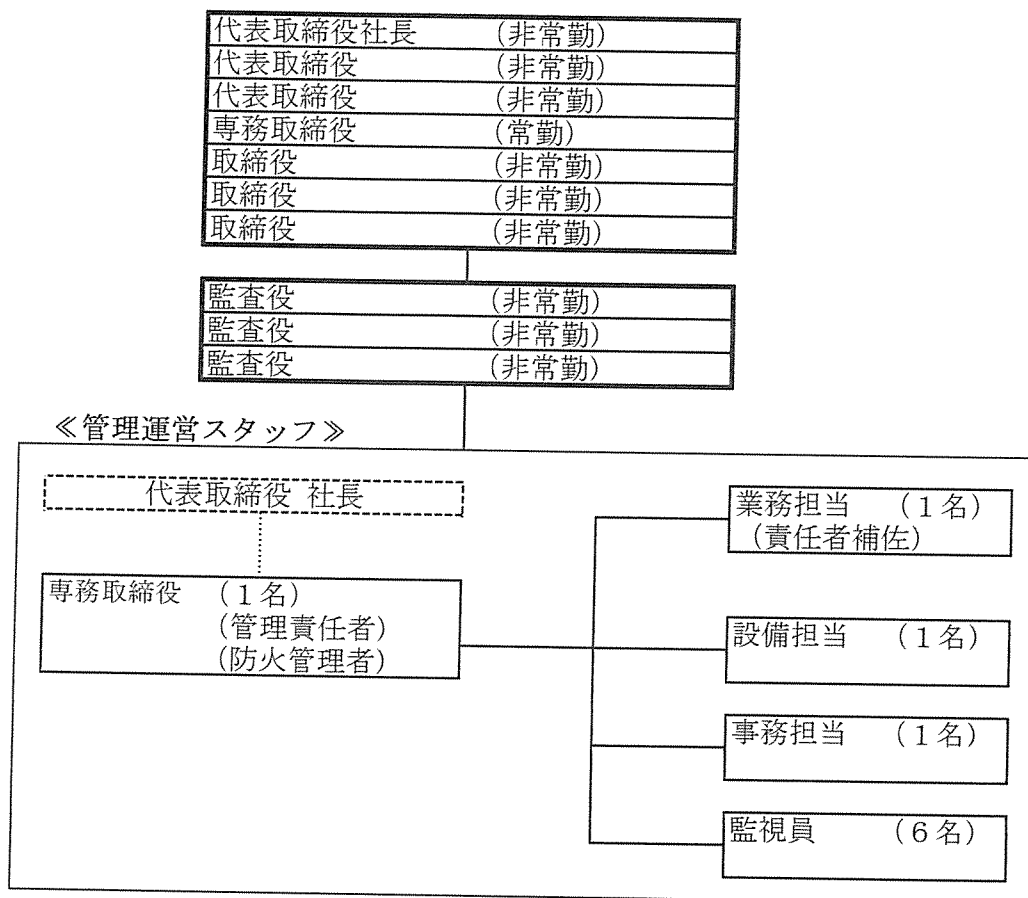 代表取締役社長 (非常勤)
代表取締役 (非常勤)
代表取締役 (非常勤)
専務取締役 (常勤)
取締役 (非常勤)
取締役 (非常勤)
取締役 (非常勤)
監査役 (非常勤)
監査役 (非常勤)
監査役 (非常勤)
≪管理運営スタッフ≫
代表取締役 社長
専務取締役 (1名)
(管理責任者)
(防火管理者)
業務担当 (1名)
(責任者補佐)
設備担当 (1名)
事務担当 (1名)
監視員 (6名)